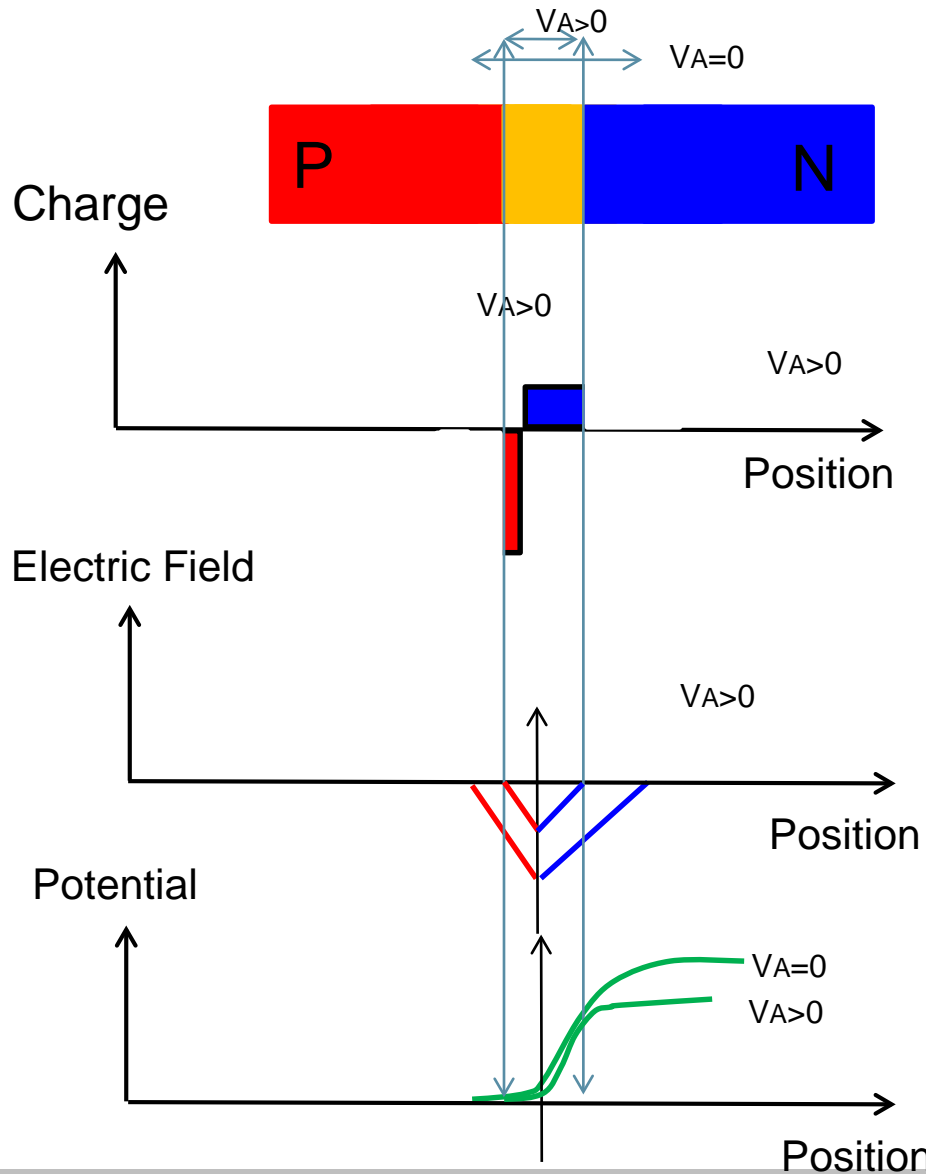 VA>0
VA=0
P
N
Charge
VA>0
VA>0
Position
Electric Field
VA>0
Position
Potential
VA=0
VA>0
Position